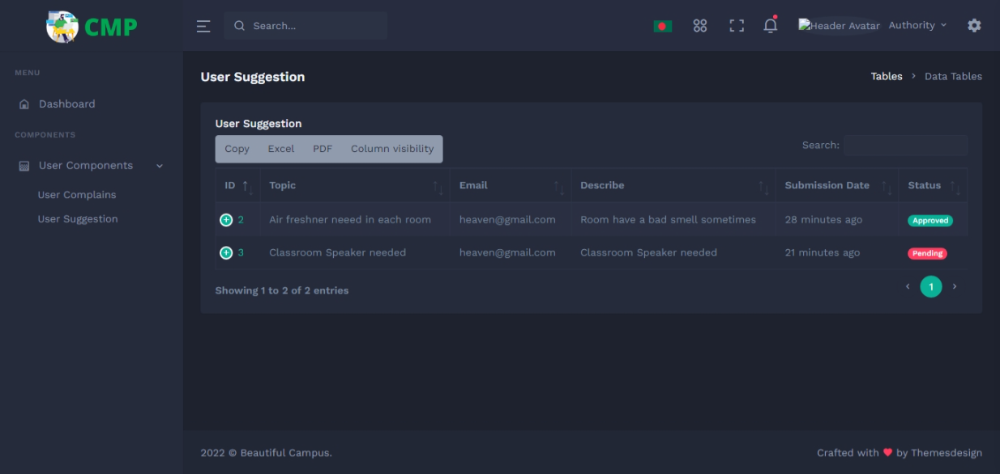 CMP
Search...
Header Avatar
Authority
MENU
Dashboard
COMPONENTS
User Components
User Complains
User Suggestion
User Suggestion
Tables > Data Tables
User Suggestion
Copy Excel PDF Column visibility
Search:
ID Topic Email Describe Submission Date Status
2 Air freshner neeed in each room heaven@gmail.com Room have a bad smell sometimes 28 minutes ago Approved
3 Classroom Speaker needed heaven@gmail.com Classroom Speaker needed 21 minutes ago Pending
Showing 1 to 2 of 2 entries
‹ 1 ›
2022 © Beautiful Campus.
Crafted with ♥ by Themesdesign